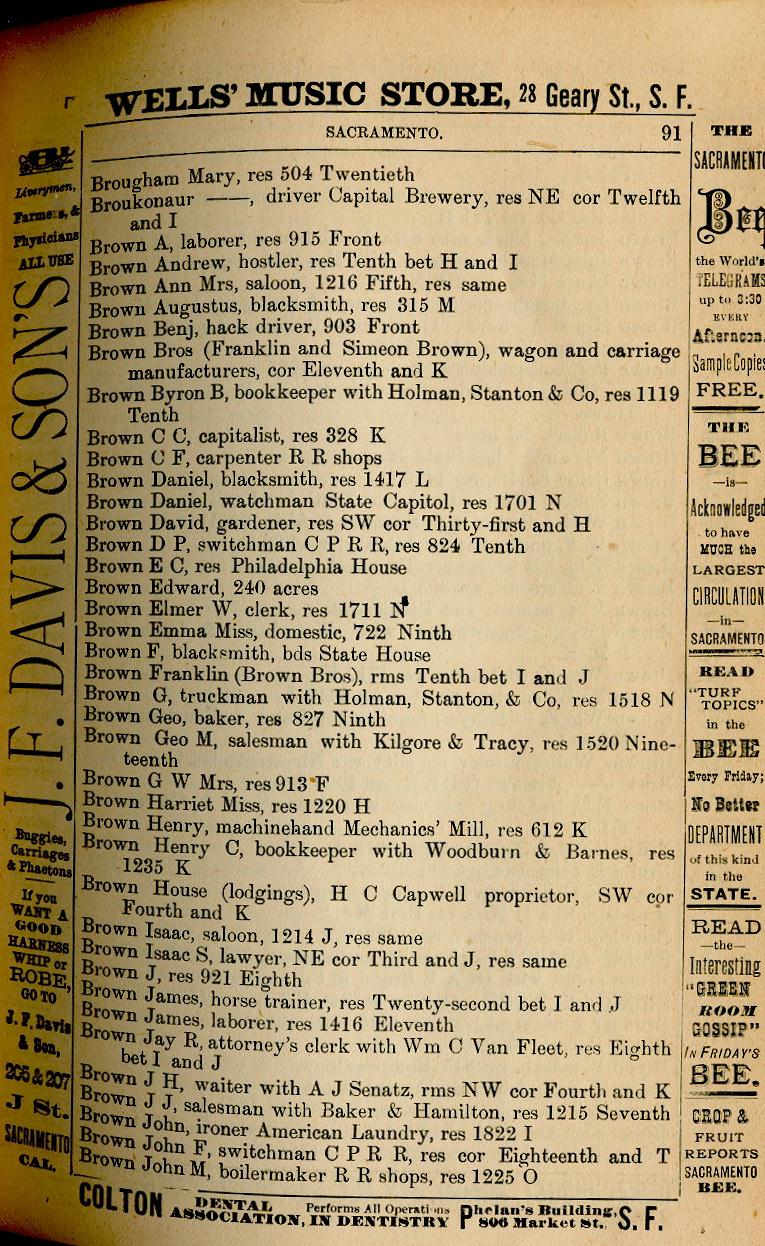 WELLS' MUSIC STORE, 28 Geary St., S. F.
SACRAMENTO. 91
Brougham Mary, res 504 Twentieth
Broukonaur ——, driver Capital Brewery, res NE cor Twelfth
and I
Brown A, laborer, res 915 Front
Brown Andrew, hostler, res Tenth bet H and I
Brown Ann Mrs, saloon, 1216 Fifth, res same
Brown Augustus, blacksmith, res 315 M
Brown Benj, hack driver, 903 Front
Brown Bros (Franklin and Simeon Brown), wagon and carriage
manufacturers, cor Eleventh and K
Brown Byron B, bookkeeper with Holman, Stanton & Co, res 1119
Tenth
Brown C C, capitalist, res 328 K
Brown C F, carpenter R R shops
Brown Daniel, blacksmith, res 1417 L
Brown Daniel, watchman State Capitol, res 1701 N
Brown David, gardener, res SW cor Thirty-first and H
Brown D P, switchman C P R R, res 824 Tenth
Brown E C, res Philadelphia House
Brown Edward, 240 acres
Brown Elmer W, clerk, res 1711 N
Brown Emma Miss, domestic, 722 Ninth
Brown F, blacksmith, bds State House
Brown Franklin (Brown Bros), rms Tenth bet I and J
Brown G, truckman with Holman, Stanton, & Co, res 1518 N
Brown Geo, baker, res 827 Ninth
Brown Geo M, salesman with Kilgore & Tracy, res 1520 Nine-
teenth
Brown G W Mrs, res 913 F
Brown Harriet Miss, res 1220 H
Brown Henry, machinehand Mechanics' Mill, res 612 K
Brown Henry C, bookkeeper with Woodburn & Barnes, res
1235 K
Brown House (lodgings), H C Capwell proprietor, SW cor
Fourth and K
Brown Isaac, saloon, 1214 J, res same
Brown Isaac S, lawyer, NE cor Third and J, res same
Brown J, res 921 Eighth
Brown James, horse trainer, res Twenty-second bet I and J
Brown James, laborer, res 1416 Eleventh
Brown Jay R, attorney's clerk with Wm C Van Fleet, res Eighth
bet I and J
Brown J H, waiter with A J Senatz, rms NW cor Fourth and K
Brown J J, salesman with Baker & Hamilton, res 1215 Seventh
Brown John, ironer American Laundry, res 1822 I
Brown John F, switchman C P R R, res cor Eighteenth and T
Brown John M, boilermaker R R shops, res 1225 O
Liverymen,
Farmers, &
Physicians
ALL USE
J. F. DAVIS & SON'S
Buggies,
Carriages
& Phaetons
If you
WANT A
GOOD
HARNESS
WHIP or
ROBE,
GO TO
J. F. Davis
& Son,
205 & 207
J St.
SACRAMENTO
CAL.
THE
SACRAMENTO
Bee
the World's
TELEGRAMS
up to 3:30
EVERY
Afternoon.
Sample Copies
FREE.
THE
BEE
—is—
Acknowledged
to have
MUCH the
LARGEST
CIRCULATION
—in—
SACRAMENTO
READ
"TURF
TOPICS"
in the
BEE
Every Friday;
No Better
DEPARTMENT
of this kind
in the
STATE.
READ
—the—
Interesting
"GREEN
ROOM
GOSSIP"
IN FRIDAY'S
BEE.
CROP &
FRUIT
REPORTS
SACRAMENTO
BEE.
COLTON DENTAL ASSOCIATION, Performs All Operations IN DENTISTRY Phelan's Building, 806 Market St., S. F.